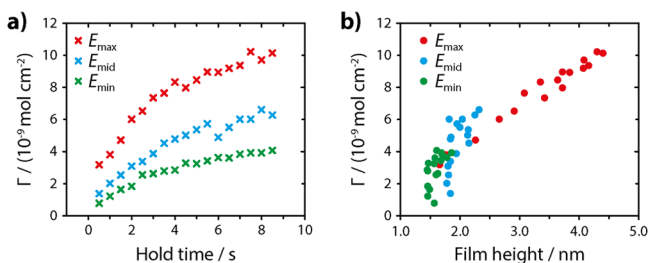 a)
Γ / (10⁻⁹ mol cm⁻²)
12
10
8
6
4
2
0
E_max
E_mid
E_min
0 2 4 6 8 10
Hold time / s
b)
Γ / (10⁻⁹ mol cm⁻²)
12
10
8
6
4
2
0
E_max
E_mid
E_min
1.0 2.0 3.0 4.0 5.0
Film height / nm